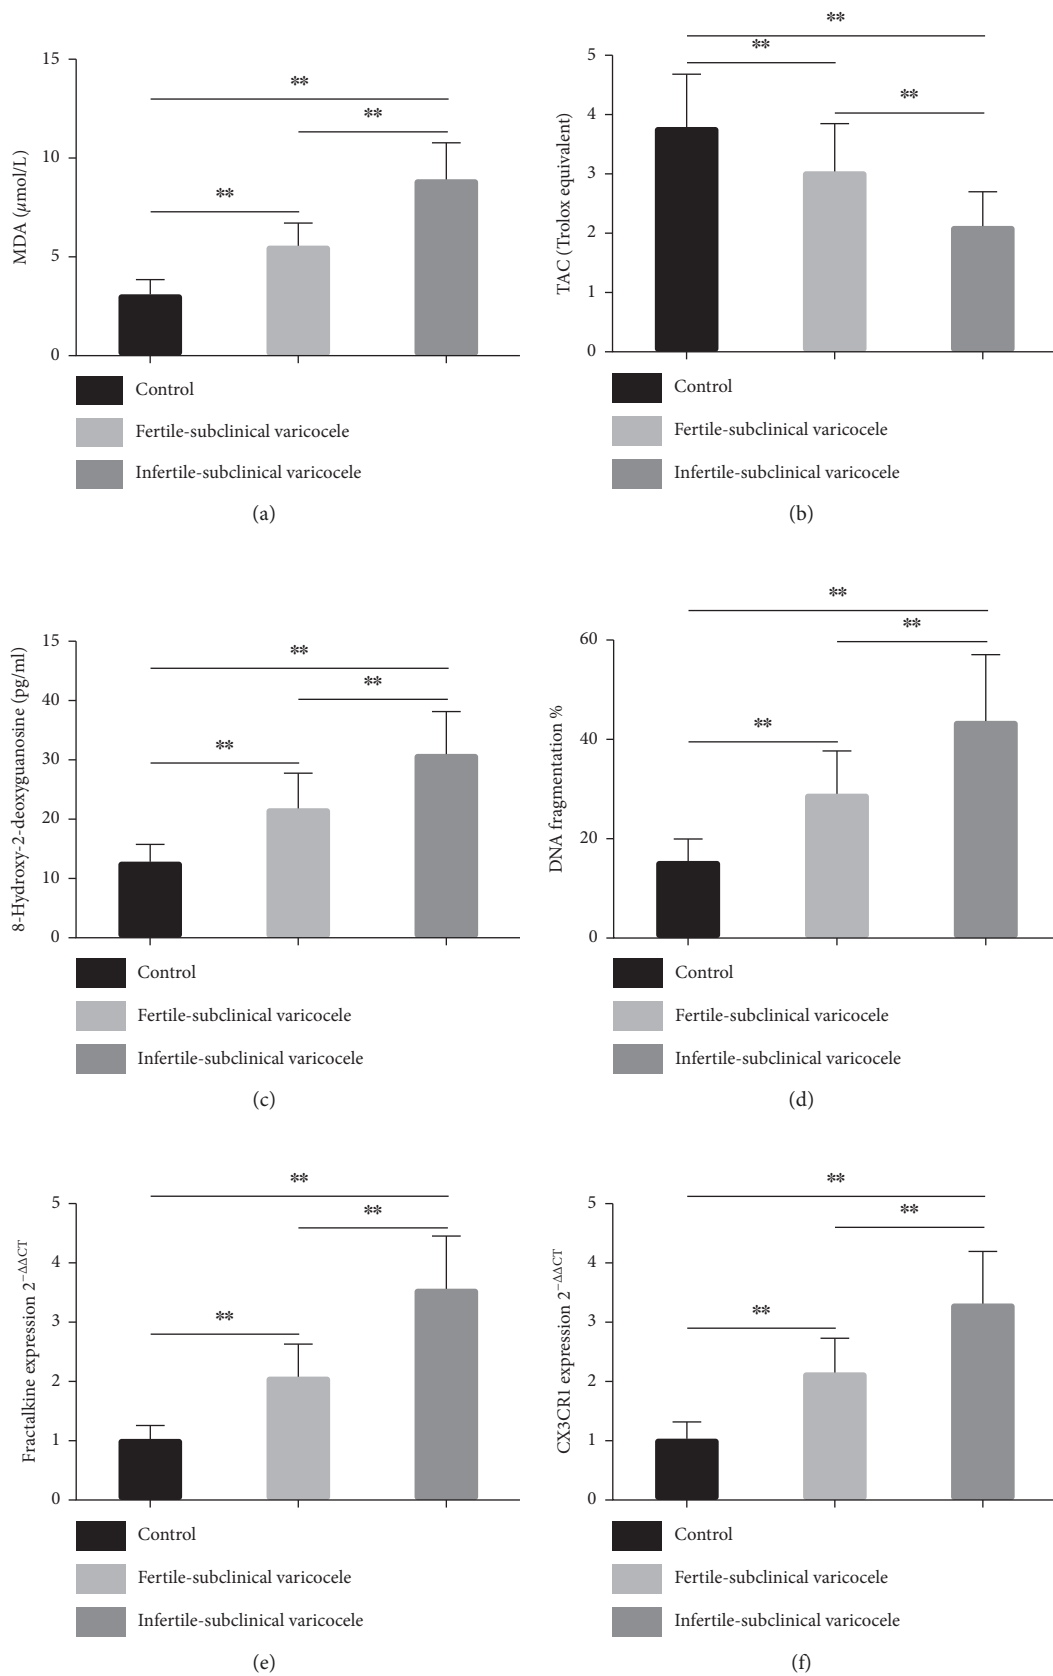 MDA (μmol/L)
15
10
5
0
**
**
**
Control
Fertile-subclinical varicocele
Infertile-subclinical varicocele
(a)
TAC (Trolox equivalent)
5
4
3
2
1
0
**
**
**
Control
Fertile-subclinical varicocele
Infertile-subclinical varicocele
(b)
8-Hydroxy-2-deoxyguanosine (pg/ml)
15
40
30
20
10
0
**
**
**
Control
Fertile-subclinical varicocele
Infertile-subclinical varicocele
(c)
DNA fragmentation %
60
40
20
0
**
**
**
Control
Fertile-subclinical varicocele
Infertile-subclinical varicocele
(d)
Fractalkine expression 2−ΔΔCT
5
4
3
2
1
0
**
**
**
Control
Fertile-subclinical varicocele
Infertile-subclinical varicocele
(e)
CX3CR1 expression 2−ΔΔCT
5
4
3
2
1
0
**
**
**
Control
Fertile-subclinical varicocele
Infertile-subclinical varicocele
(f)